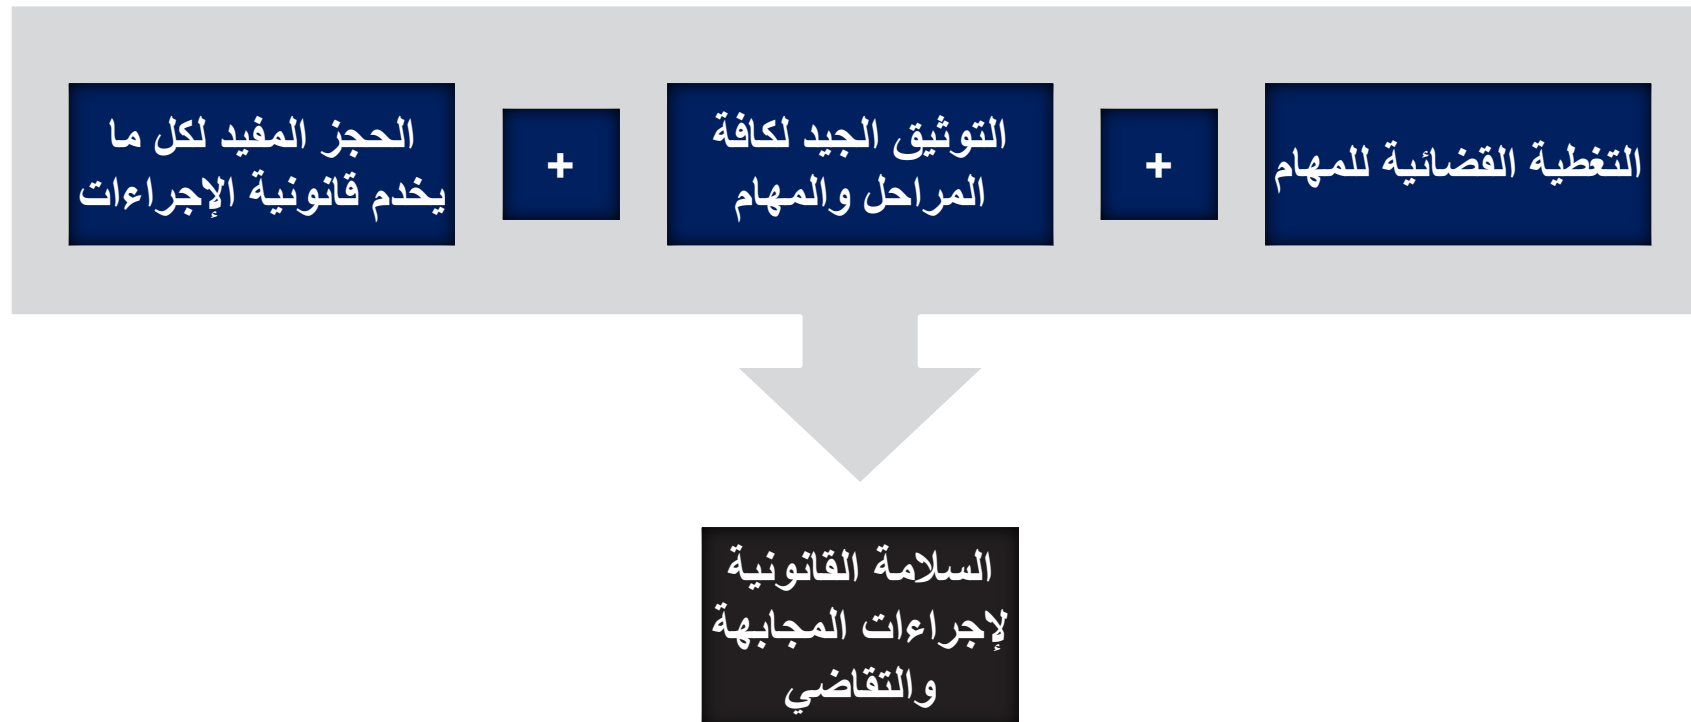 التغطية القضائية للمهام
+
التوثيق الجيد لكافة
المراحل والمهام
+
الحجز المفيد لكل ما
يخدم قانونية الإجراءات
السلامة القانونية
لإجراءات المجابهة
والتقاضي